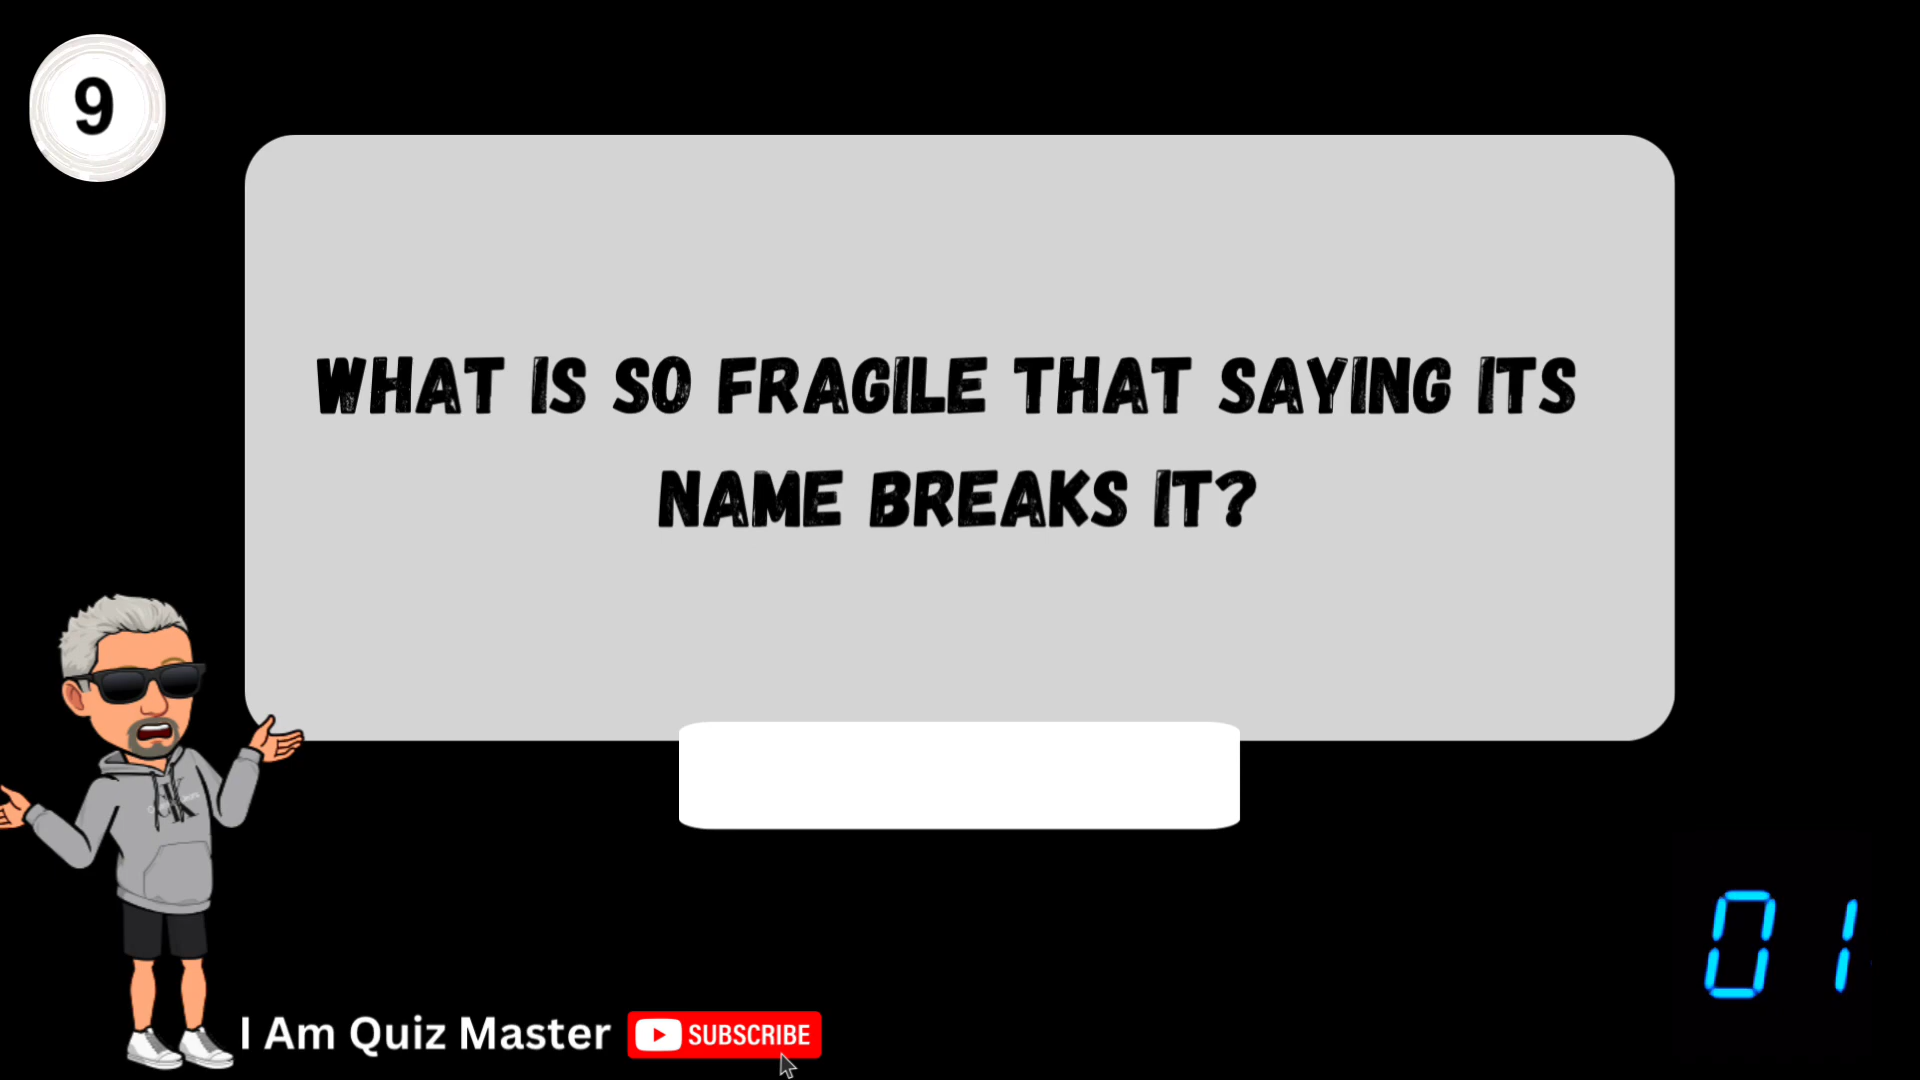 9
WHAT IS SO FRAGILE THAT SAYING ITS
NAME BREAKS IT?
I Am Quiz Master
SUBSCRIBE
01